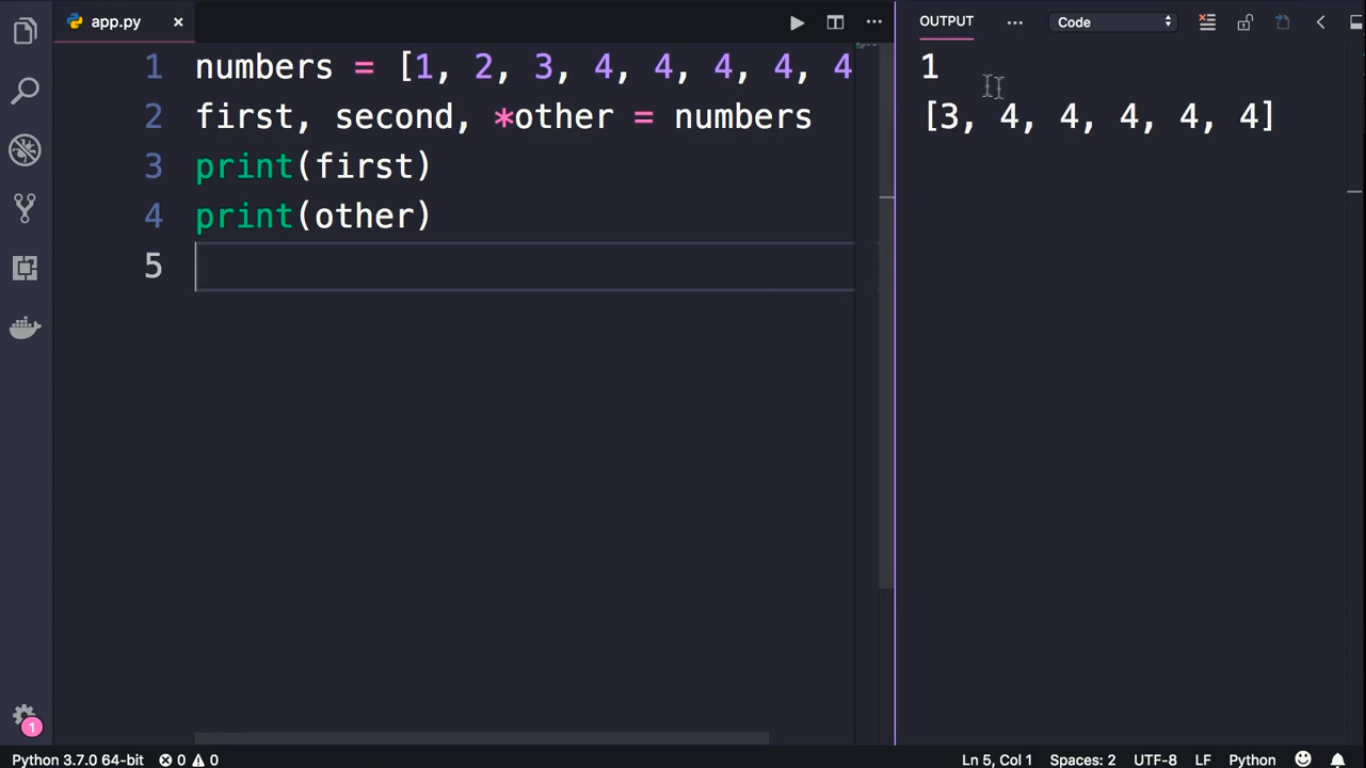 app.py
OUTPUT
Code
1 numbers = [1, 2, 3, 4, 4, 4, 4, 4
2 first, second, *other = numbers
3 print(first)
4 print(other)
5
1
[3, 4, 4, 4, 4, 4]
1
Python 3.7.0 64-bit 0 0 Ln 5, Col 1 Spaces: 2 UTF-8 LF Python